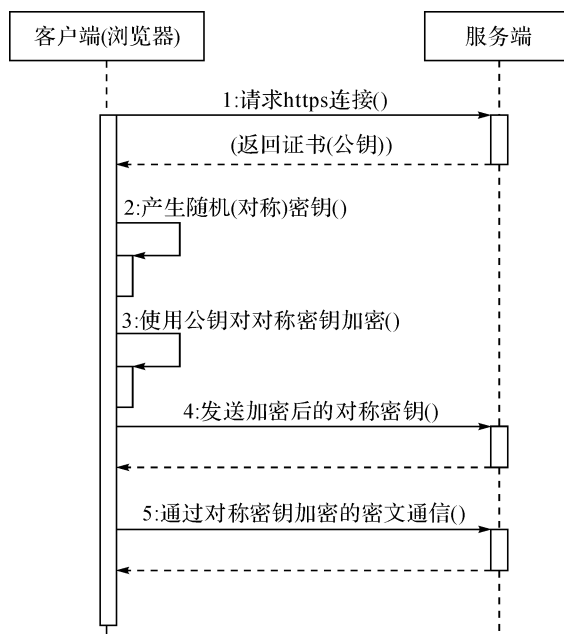 客户端(浏览器)
服务端
1:请求https连接()
(返回证书(公钥))
2:产生随机(对称)密钥()
3:使用公钥对对称密钥加密()
4:发送加密后的对称密钥()
5:通过对称密钥加密的密文通信()